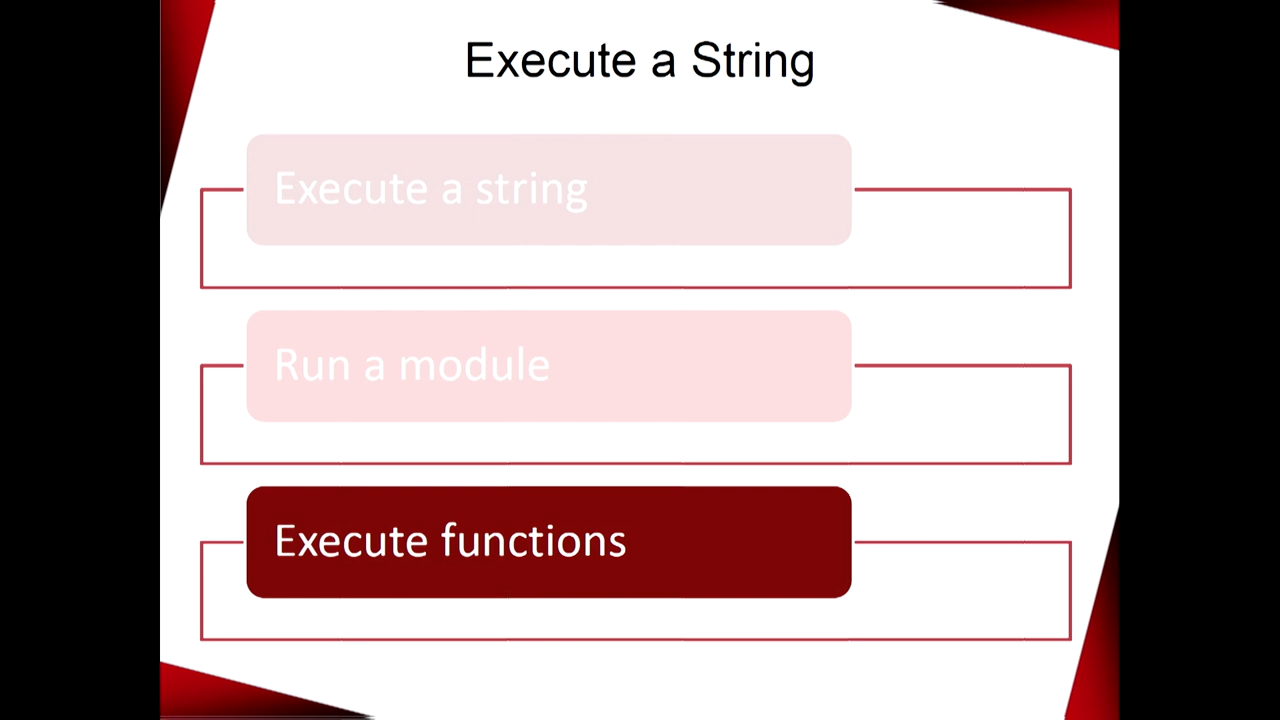 Execute a String
Execute a string
Run a module
Execute functions